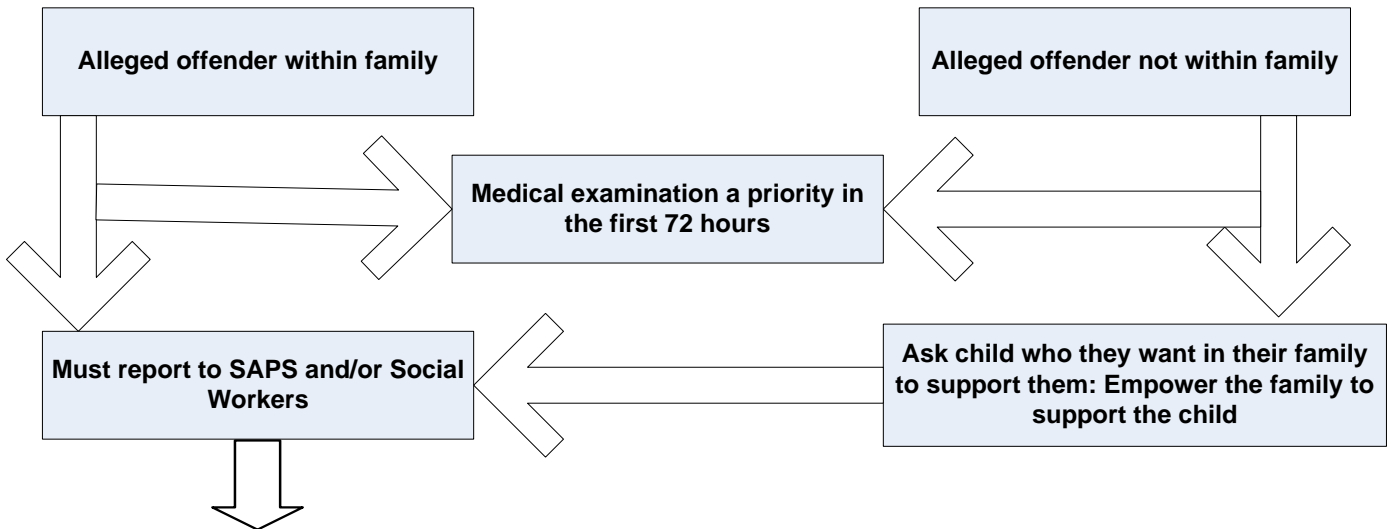 Alleged offender within family
Alleged offender not within family
Medical examination a priority in
the first 72 hours
Must report to SAPS and/or Social
Workers
Ask child who they want in their family
to support them: Empower the family to
support the child